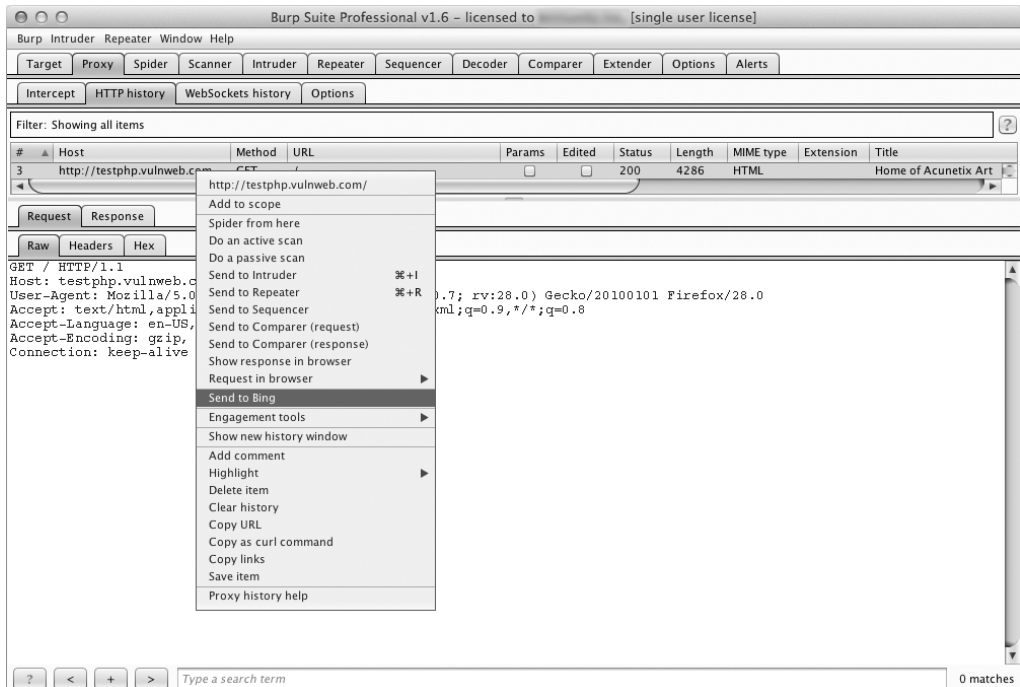 Burp Suite Professional v1.6 – licensed to [single user license]
Burp Intruder Repeater Window Help
Target Proxy Spider Scanner Intruder Repeater Sequencer Decoder Comparer Extender Options Alerts
Intercept HTTP history WebSockets history Options
Filter: Showing all items ?
# Host Method URL Params Edited Status Length MIME type Extension Title
3 http://testphp.vulnweb.com GET / 200 4286 HTML Home of Acunetix Art
Request Response
Raw Headers Hex
GET / HTTP/1.1
Host: testphp.vulnweb.c
User-Agent: Mozilla/5.0 0.7; rv:28.0) Gecko/20100101 Firefox/28.0
Accept: text/html,appli xml;q=0.9,*/*;q=0.8
Accept-Language: en-US,
Accept-Encoding: gzip,
Connection: keep-alive
http://testphp.vulnweb.com/
Add to scope
Spider from here
Do an active scan
Do a passive scan
Send to Intruder ⌘+I
Send to Repeater ⌘+R
Send to Sequencer
Send to Comparer (request)
Send to Comparer (response)
Show response in browser
Request in browser
Send to Bing
Engagement tools
Show new history window
Add comment
Highlight
Delete item
Clear history
Copy URL
Copy as curl command
Copy links
Save item
Proxy history help
? < + > Type a search term 0 matches